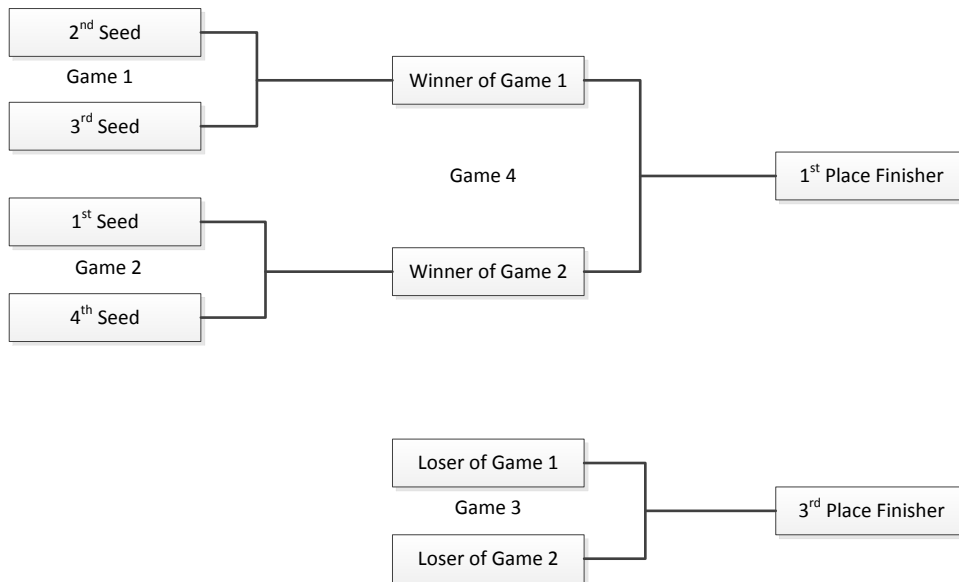 2nd Seed
Game 1
3rd Seed
1st Seed
Game 2
4th Seed
Winner of Game 1
Game 4
Winner of Game 2
1st Place Finisher
Loser of Game 1
Game 3
Loser of Game 2
3rd Place Finisher